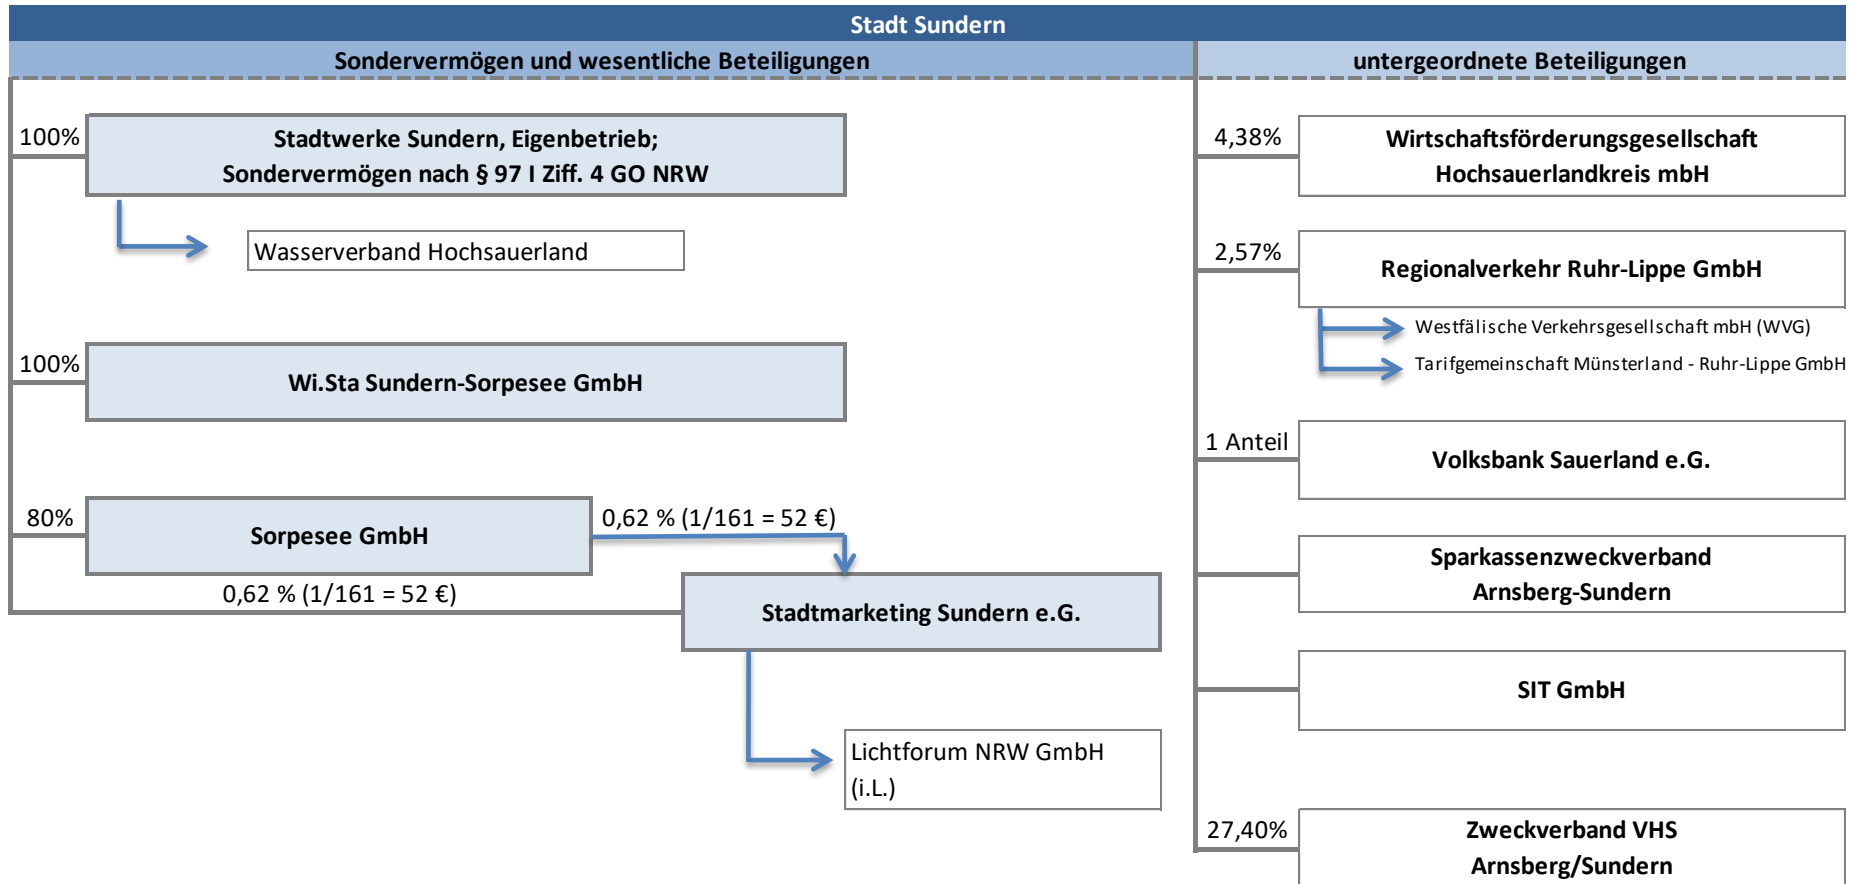 Stadt Sundern
Sondervermögen und wesentliche Beteiligungen
100%
Stadtwerke Sundern, Eigenbetrieb;
Sondervermögen nach § 97 I Ziff. 4 GO NRW
Wasserverband Hochsauerland
100%
Wi.Sta Sundern-Sorpesee GmbH
80%
Sorpesee GmbH
0,62 % (1/161 = 52 €)
0,62 % (1/161 = 52 €)
Stadtmarketing Sundern e.G.
Lichtforum NRW GmbH
(i.L.)
untergeordnete Beteiligungen
4,38%
Wirtschaftsförderungsgesellschaft
Hochsauerlandkreis mbH
2,57%
Regionalverkehr Ruhr-Lippe GmbH
Westfälische Verkehrsgesellschaft mbH (WVG)
Tarifgemeinschaft Münsterland - Ruhr-Lippe GmbH
1 Anteil
Volksbank Sauerland e.G.
Sparkassenzweckverband
Arnsberg-Sundern
SIT GmbH
27,40%
Zweckverband VHS
Arnsberg/Sundern